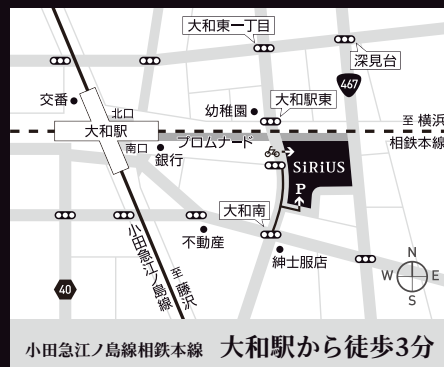 大和東一丁目
深見台
467
交番
北口
幼稚園
大和駅東
至 横浜
大和駅
プロムナード
相鉄本線
南口
銀行
SiRiUS
P
大和南
不動産
紳士服店
小田急江ノ島線
至 藤沢
40
N
W E
S
小田急江ノ島線相鉄本線 大和駅から徒歩3分